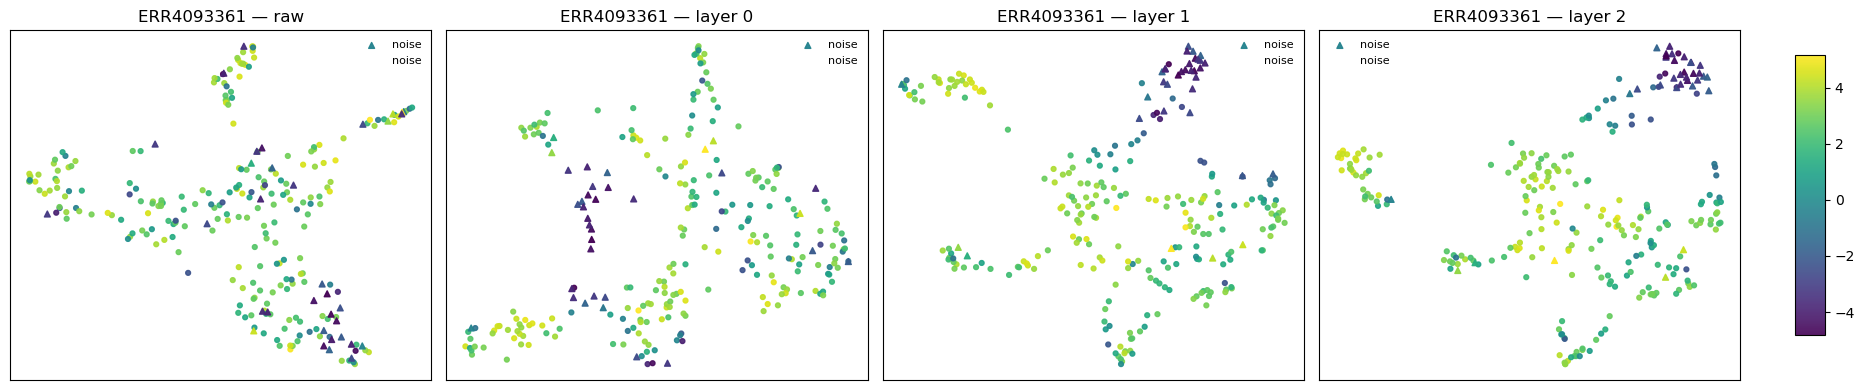 ERR4093361 — raw
noise
noise
ERR4093361 — layer 0
noise
noise
ERR4093361 — layer 1
noise
noise
ERR4093361 — layer 2
noise
noise
4
2
0
−2
−4